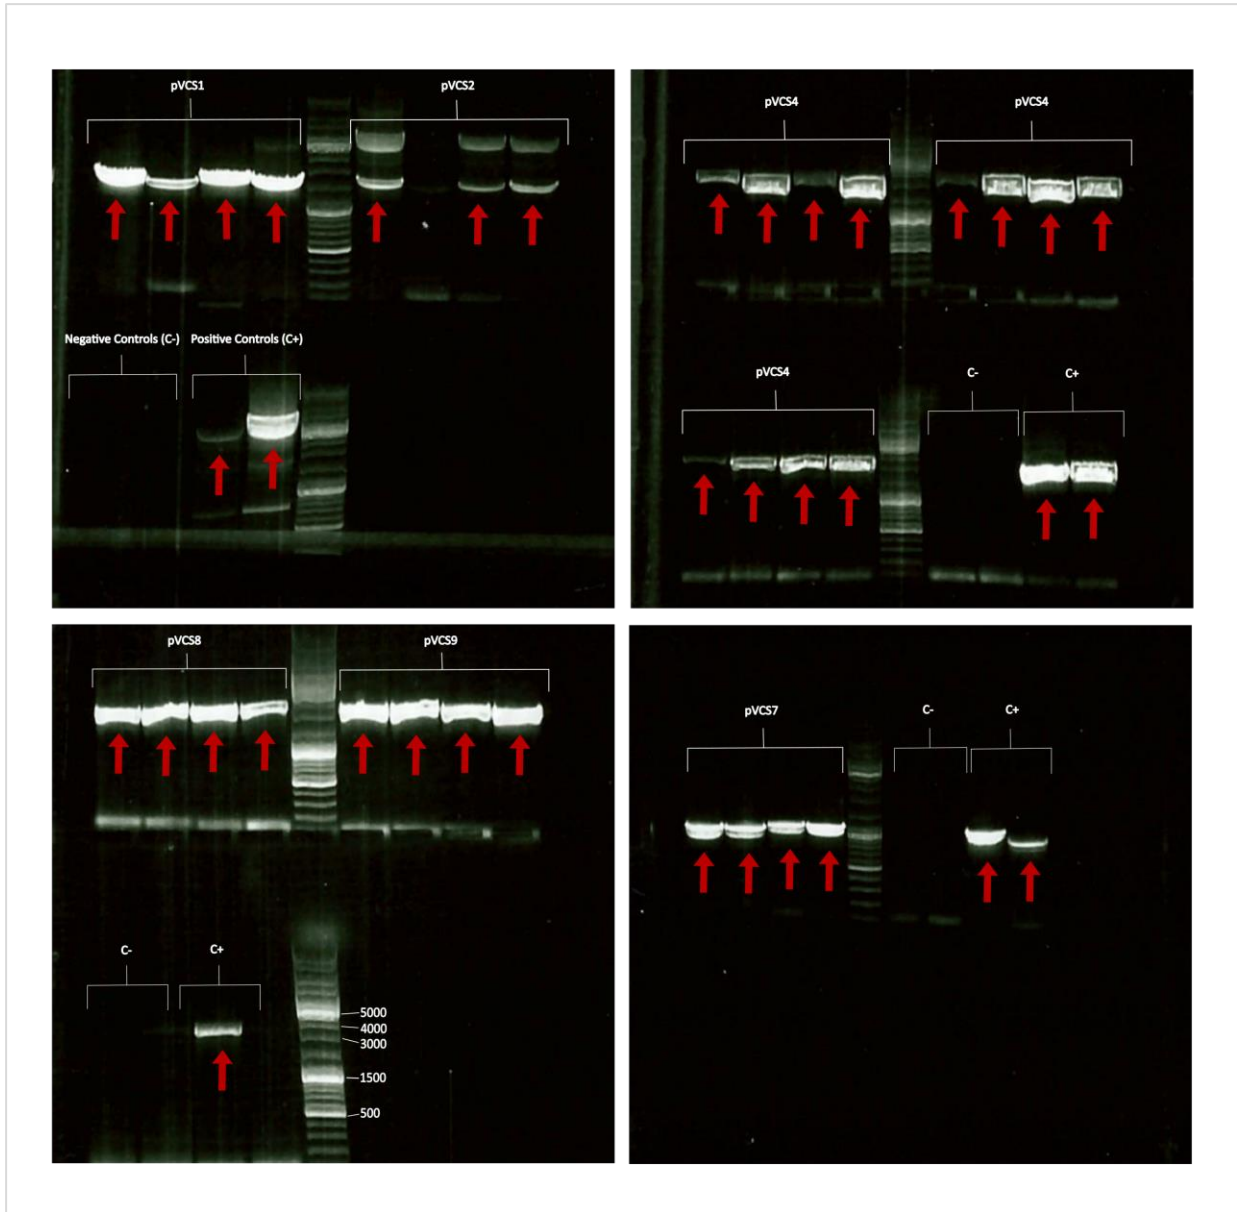 pVCS1
pVCS2
Negative Controls (C-)
Positive Controls (C+)
pVCS4
pVCS4
pVCS4
C-
C+
pVCS8
pVCS9
C-
C+
5000
4000
3000
1500
500
pVCS7
C-
C+